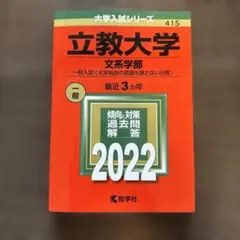 大学入試シリーズ
415
立教大学
文系学部
一般入試〈大学独自の英語を課さない日程〉
一般
最近3カ年
傾向と対策
過去問
解答
2022
教学社